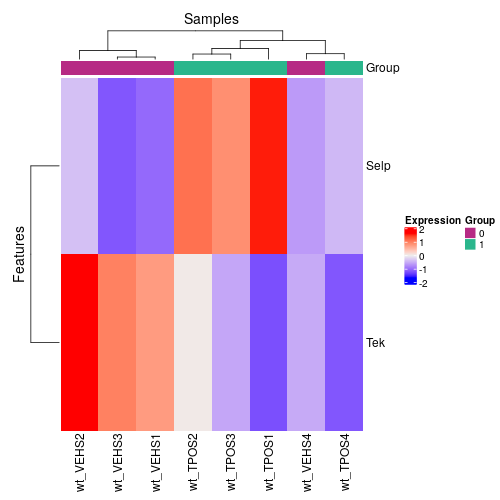 Samples
Group
Features
Selp
Tek
wt_VEHS2
wt_VEHS3
wt_VEHS1
wt_TPOS2
wt_TPOS3
wt_TPOS1
wt_VEHS4
wt_TPOS4
Expression
2
1
0
-1
-2
Group
0
1